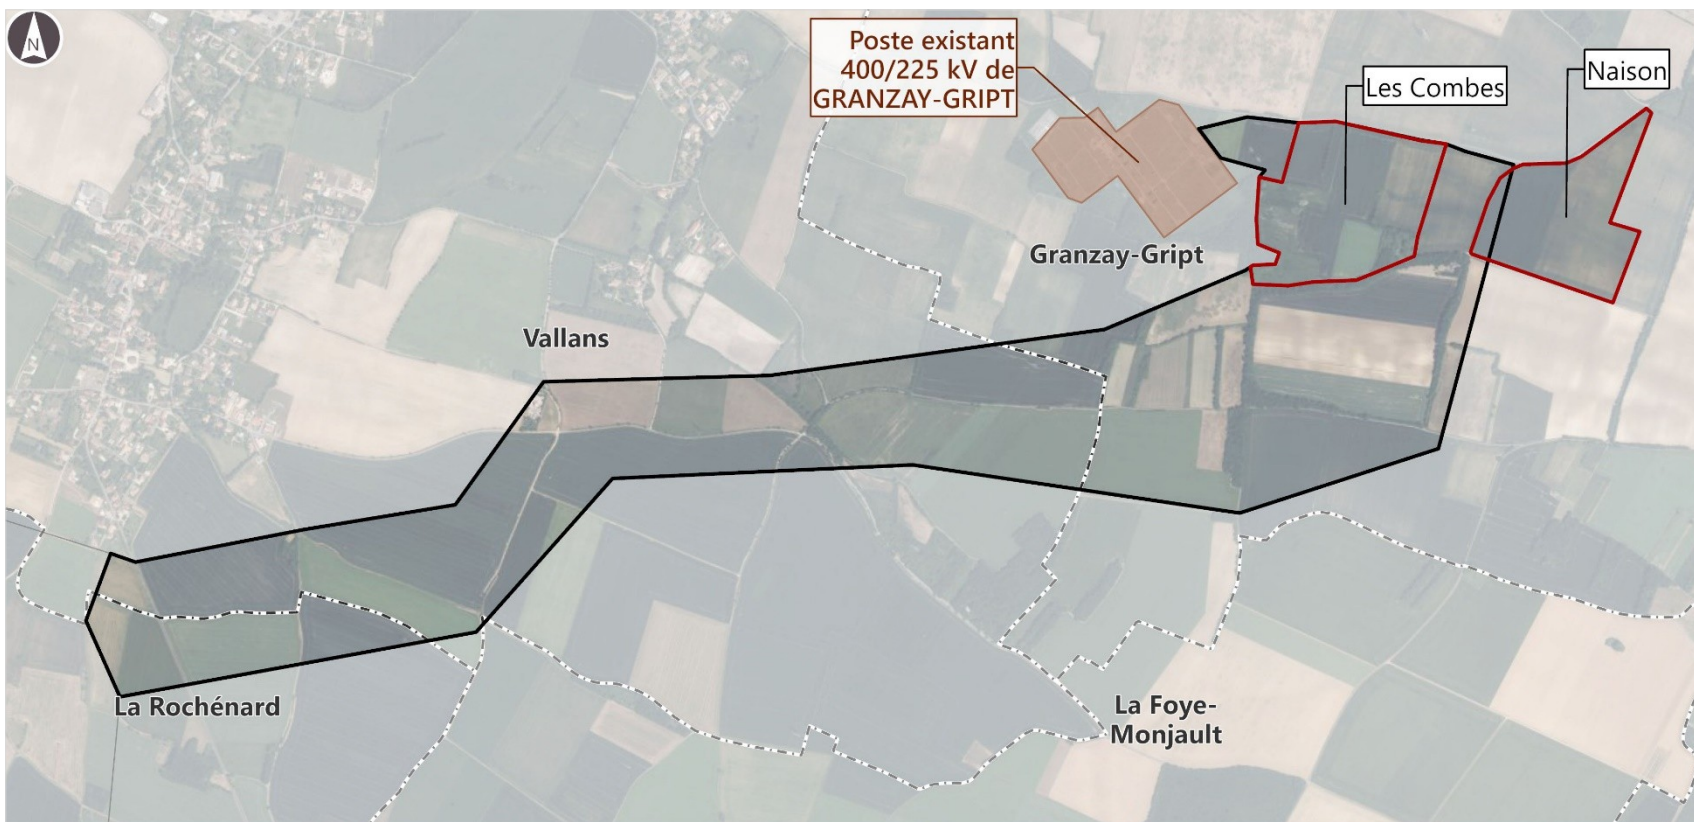 N
Poste existant
400/225 kV de
GRANZAY-GRIPT
Les Combes
Naison
Granzay-Gript
Vallans
La Rochénard
La Foye-
Monjault